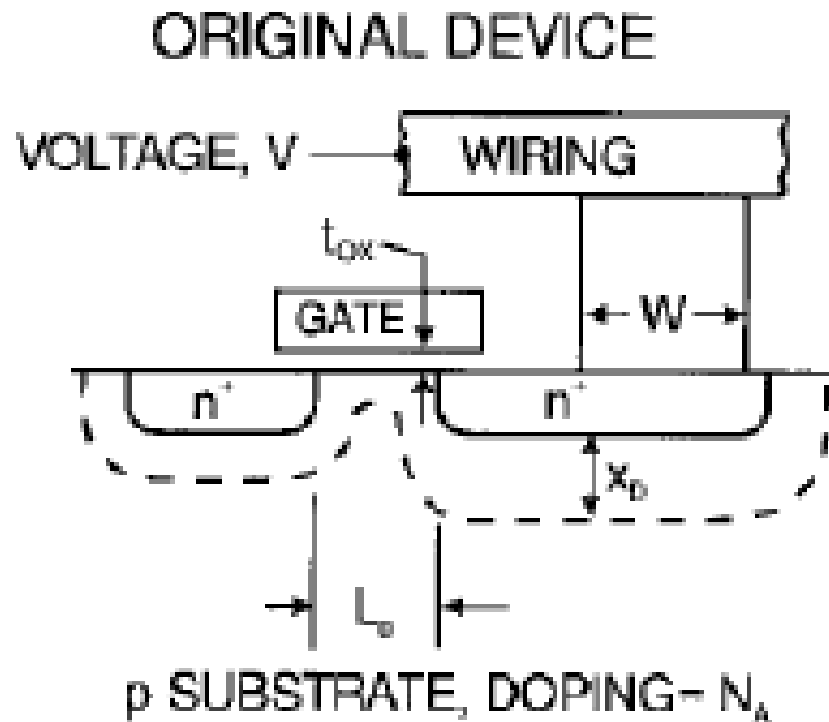 ORIGINAL DEVICE
VOLTAGE, V
WIRING
tox
GATE
W
n+
n+
xD
p SUBSTRATE, DOPING- NA